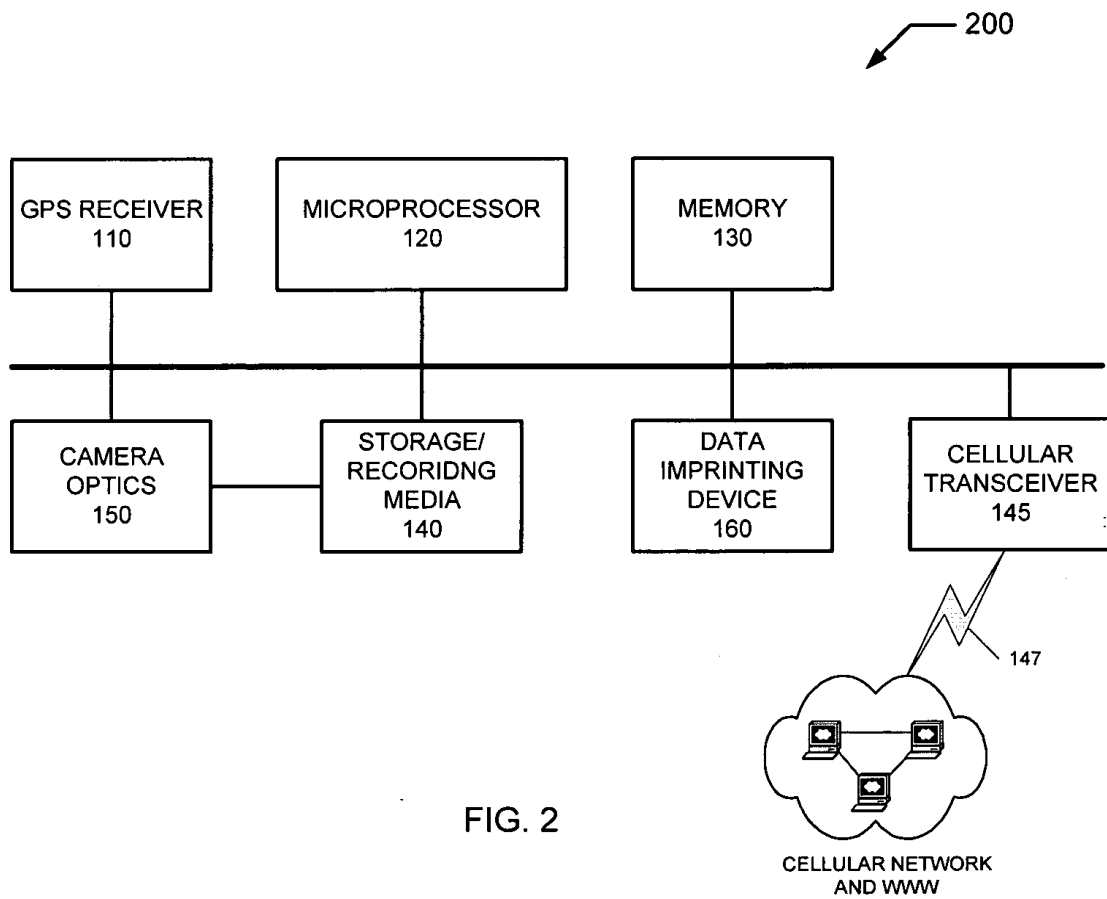 200
GPS RECEIVER
110
MICROPROCESSOR
120
MEMORY
130
CAMERA
OPTICS
150
STORAGE/
RECORIDNG
MEDIA
140
DATA
IMPRINTING
DEVICE
160
CELLULAR
TRANSCEIVER
145
147
FIG. 2
CELLULAR NETWORK
AND WWW